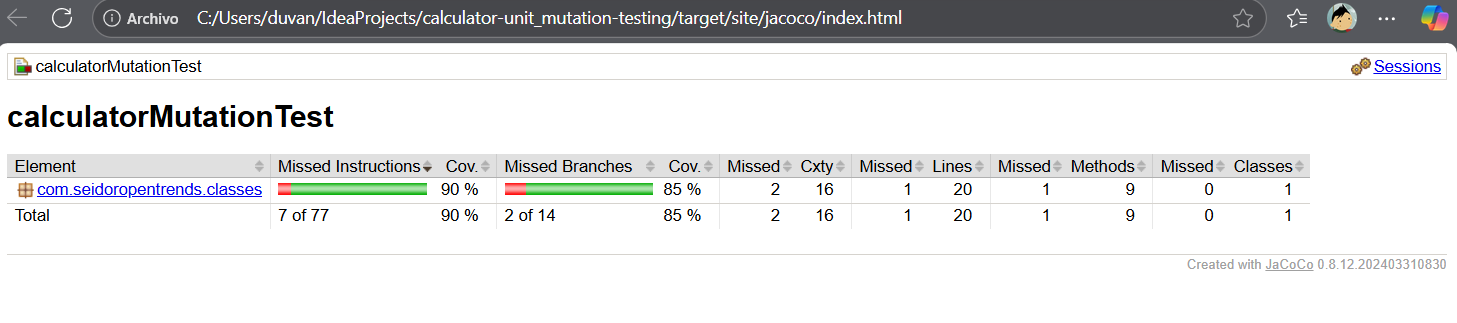 Archivo C:/Users/duvan/IdeaProjects/calculator-unit_mutation-testing/target/site/jacoco/index.html
calculatorMutationTest Sessions
calculatorMutationTest
Element Missed Instructions Cov. Missed Branches Cov. Missed Cxty Missed Lines Missed Methods Missed Classes
com.seidoropentrends.classes 90 % 85 % 2 16 1 20 1 9 0 1
Total 7 of 77 90 % 2 of 14 85 % 2 16 1 20 1 9 0 1
Created with JaCoCo 0.8.12.202403310830